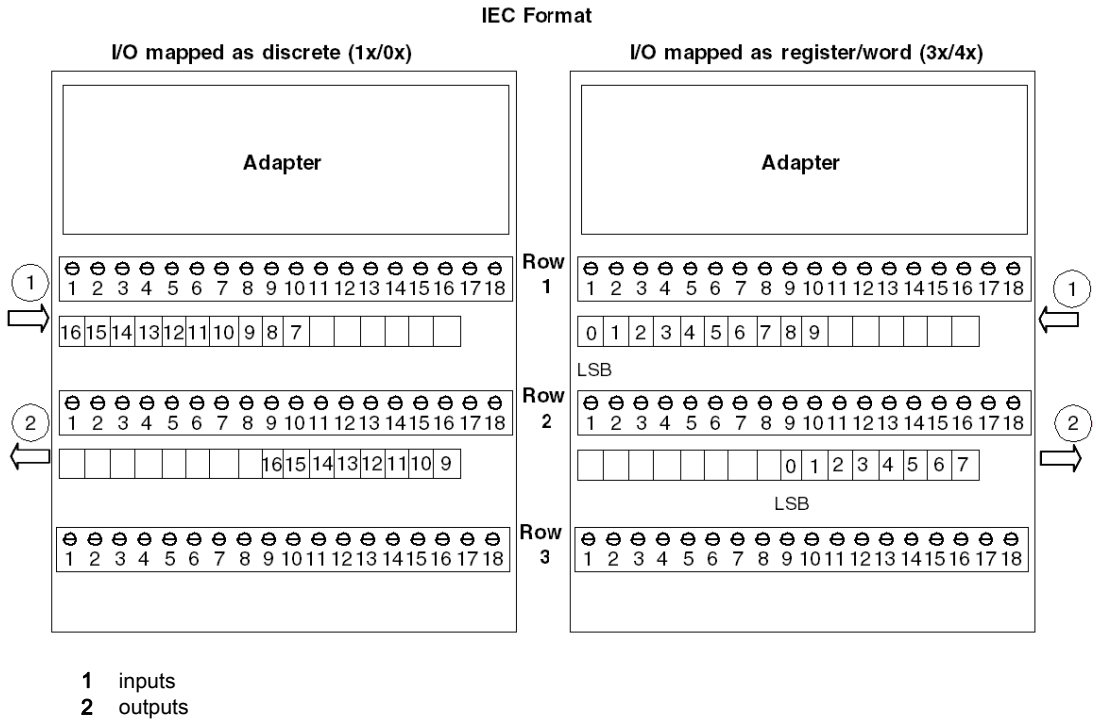 IEC Format
I/O mapped as discrete (1x/0x)
I/O mapped as register/word (3x/4x)
Adapter
Adapter
Row
1
1
1 2 3 4 5 6 7 8 9 10 11 12 13 14 15 16 17 18
1 2 3 4 5 6 7 8 9 10 11 12 13 14 15 16 17 18
1
16 15 14 13 12 11 10 9 8 7
0 1 2 3 4 5 6 7 8 9
LSB
Row
2
2
1 2 3 4 5 6 7 8 9 10 11 12 13 14 15 16 17 18
1 2 3 4 5 6 7 8 9 10 11 12 13 14 15 16 17 18
2
16 15 14 13 12 11 10 9
0 1 2 3 4 5 6 7
LSB
Row
3
1 2 3 4 5 6 7 8 9 10 11 12 13 14 15 16 17 18
1 2 3 4 5 6 7 8 9 10 11 12 13 14 15 16 17 18
1 inputs
2 outputs